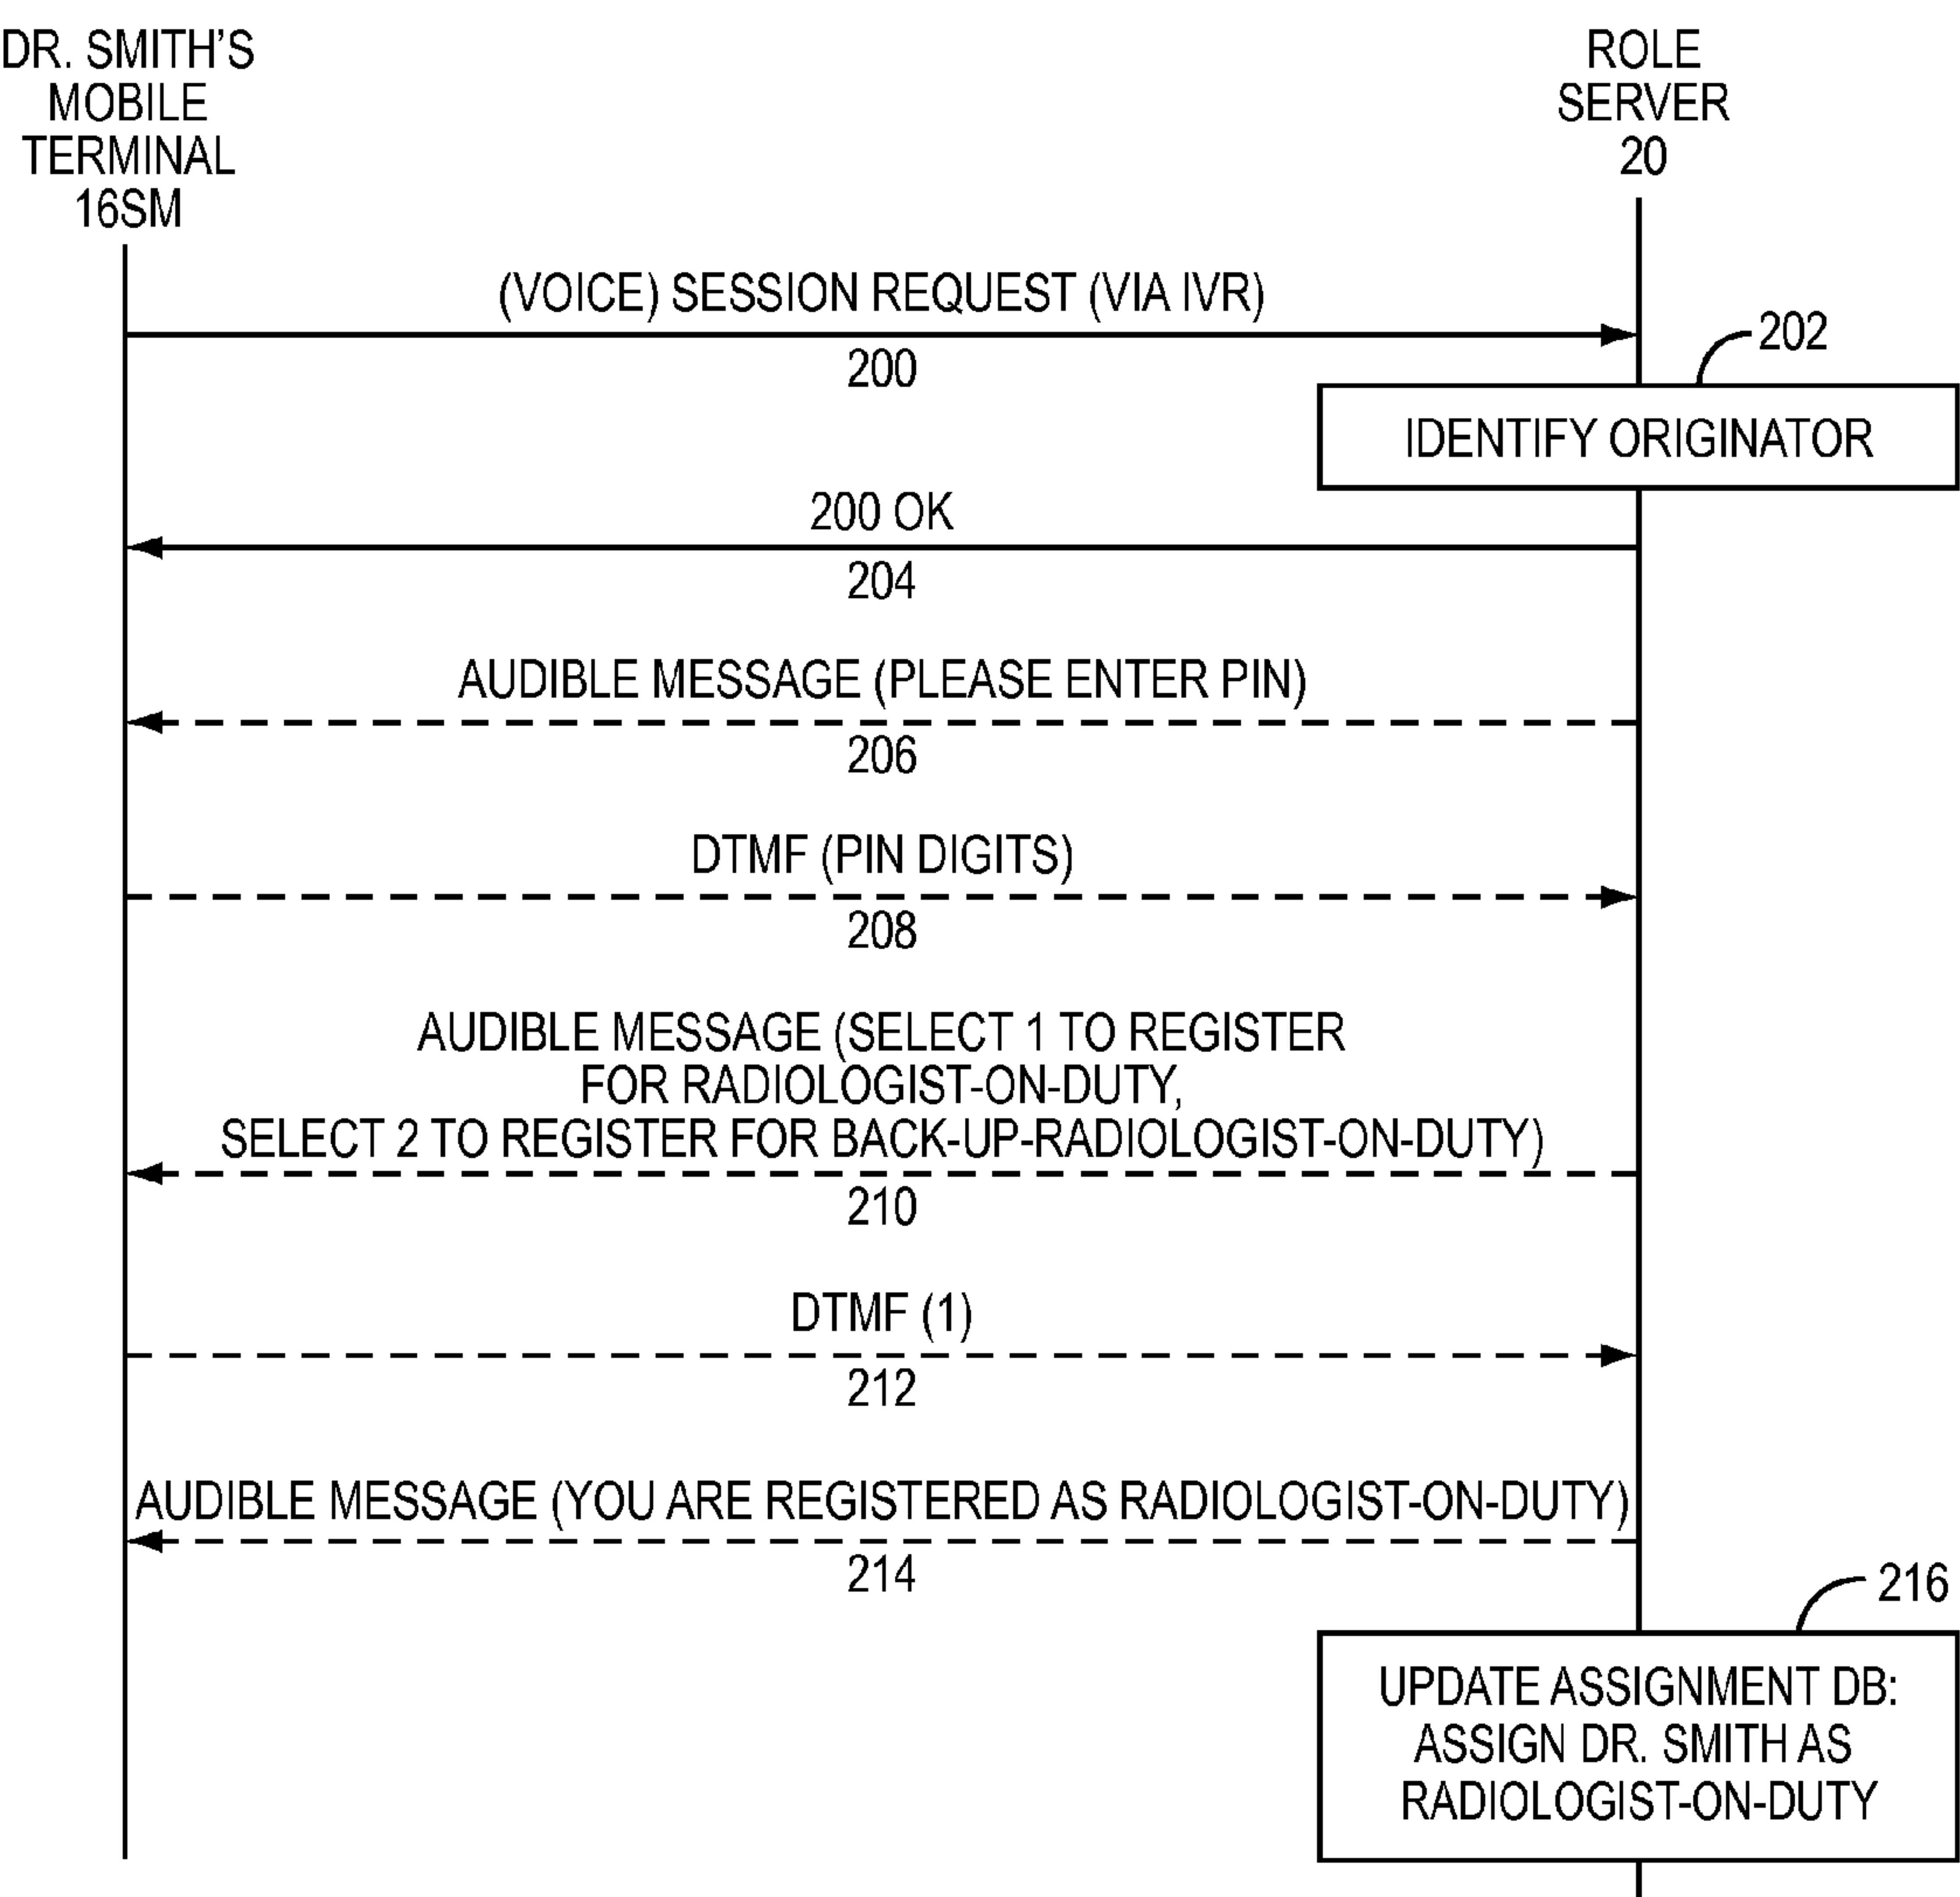 DR. SMITH'S
MOBILE
TERMINAL
16SM
ROLE
SERVER
20
(VOICE) SESSION REQUEST (VIA IVR)
200
202
IDENTIFY ORIGINATOR
200 OK
204
AUDIBLE MESSAGE (PLEASE ENTER PIN)
206
DTMF (PIN DIGITS)
208
AUDIBLE MESSAGE (SELECT 1 TO REGISTER
FOR RADIOLOGIST-ON-DUTY,
SELECT 2 TO REGISTER FOR BACK-UP-RADIOLOGIST-ON-DUTY)
210
DTMF (1)
212
AUDIBLE MESSAGE (YOU ARE REGISTERED AS RADIOLOGIST-ON-DUTY)
214
216
UPDATE ASSIGNMENT DB:
ASSIGN DR. SMITH AS
RADIOLOGIST-ON-DUTY